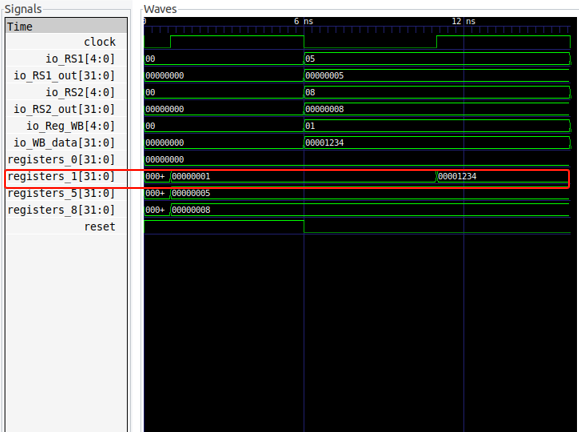 Signals Waves
Time 0 6 ns 12 ns
clock
io_RS1[4:0] 00 05
io_RS1_out[31:0] 00000000 00000005
io_RS2[4:0] 00 08
io_RS2_out[31:0] 00000000 00000008
io_Reg_WB[4:0] 00 01
io_WB_data[31:0] 00000000 00001234
registers_0[31:0] 00000000
registers_1[31:0] 000+ 00000001 00001234
registers_5[31:0] 000+ 00000005
registers_8[31:0] 000+ 00000008
reset